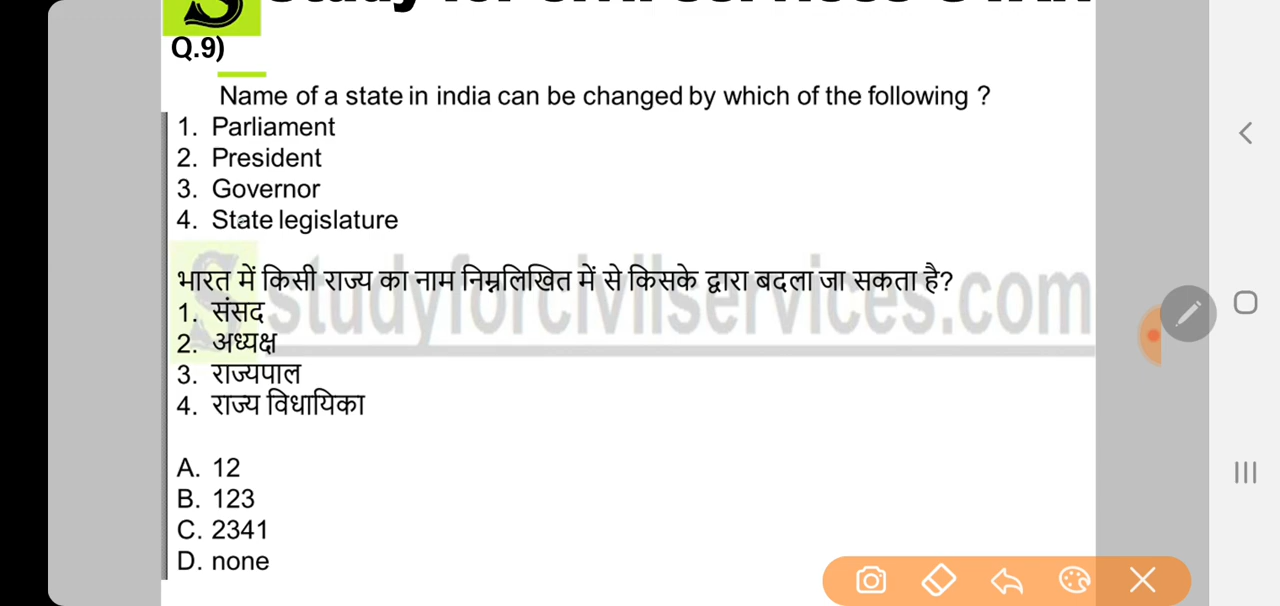 Q.9)
Name of a state in india can be changed by which of the following ?
1. Parliament
2. President
3. Governor
4. State legislature
भारत में किसी राज्य का नाम निम्नलिखित में से किसके द्वारा बदला जा सकता है?
studyforcivilservices.com
1. संसद
2. अध्यक्ष
3. राज्यपाल
4. राज्य विधायिका
A. 12
B. 123
C. 2341
D. none